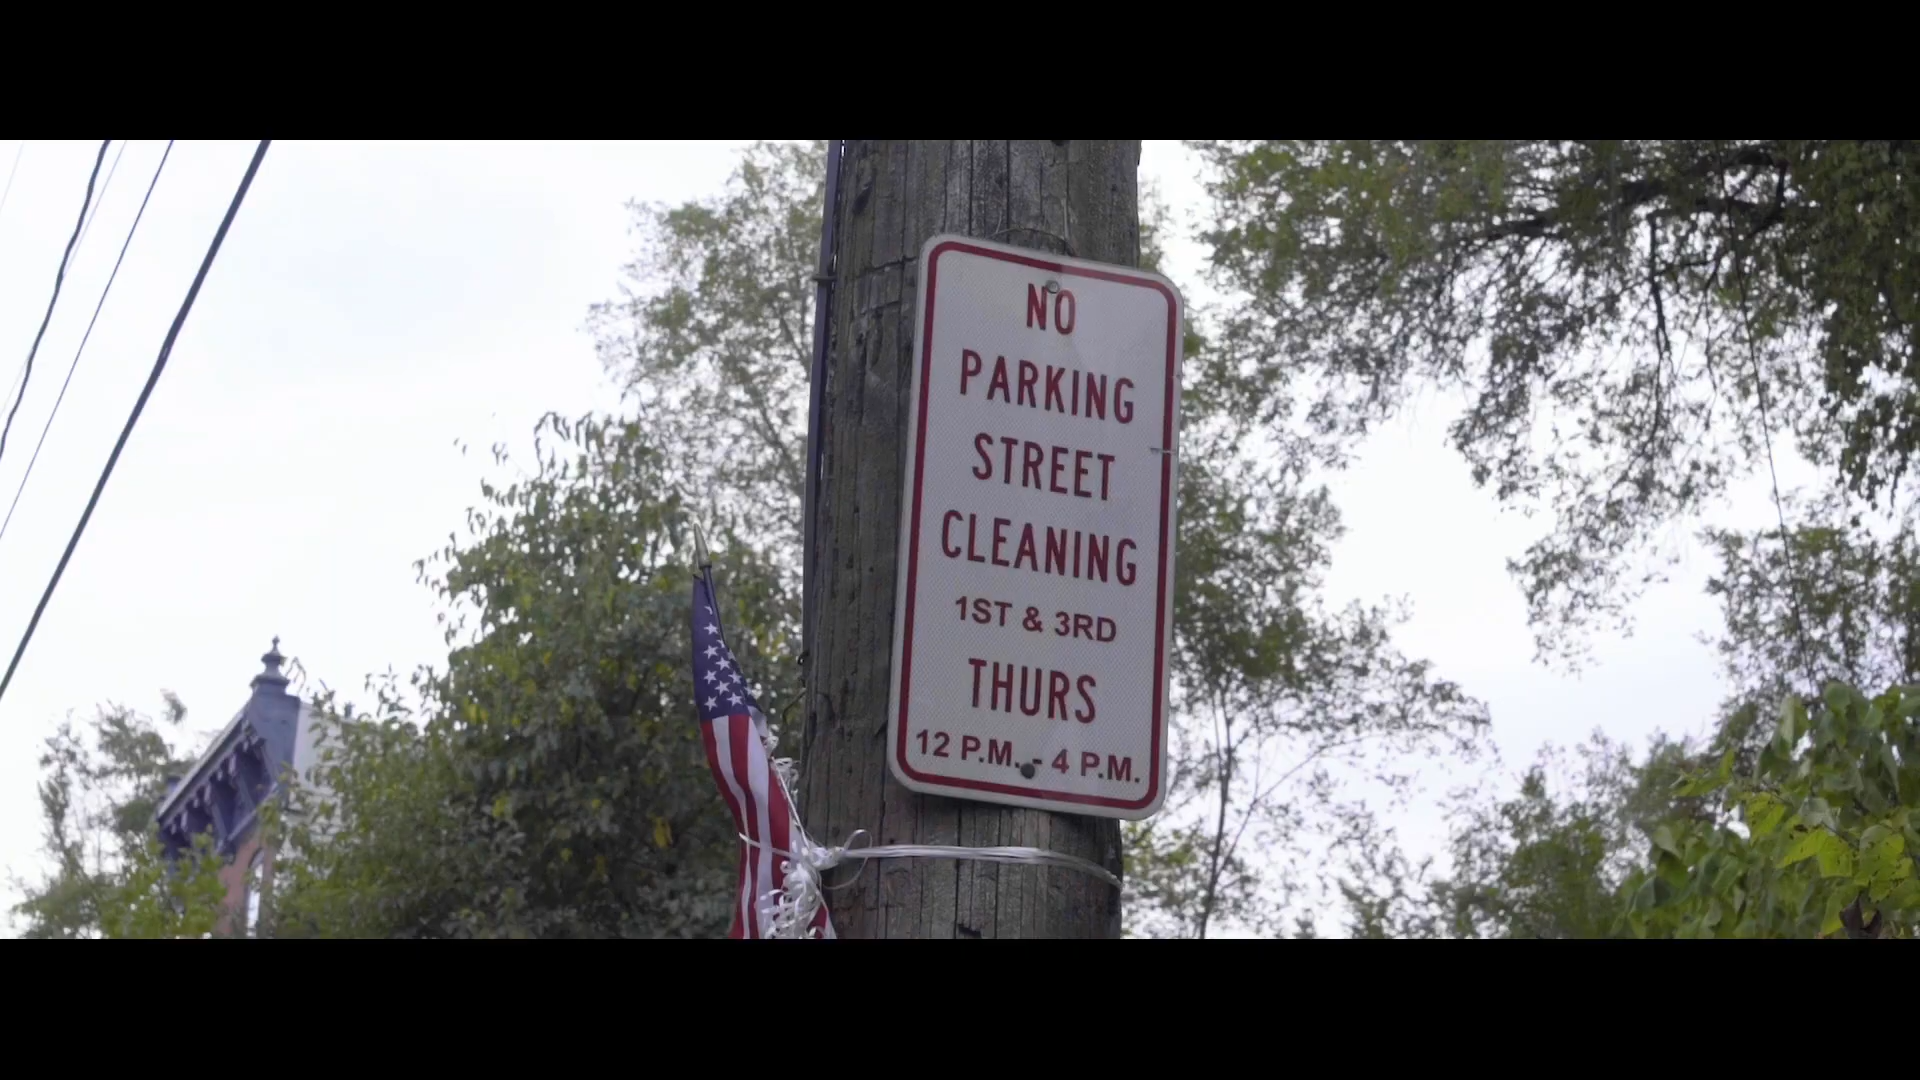 NO
PARKING
STREET
CLEANING
1ST & 3RD
THURS
12 P.M. - 4 P.M.